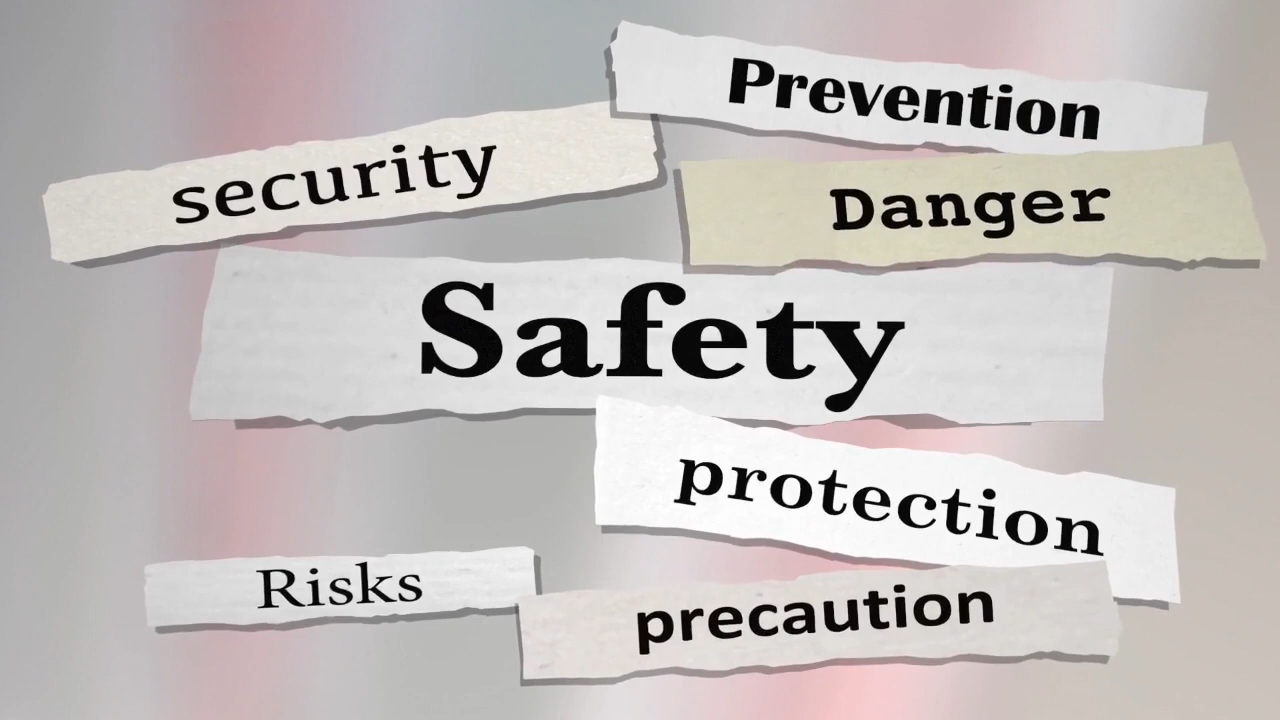 Prevention
security
Danger
Safety
protection
Risks
precaution